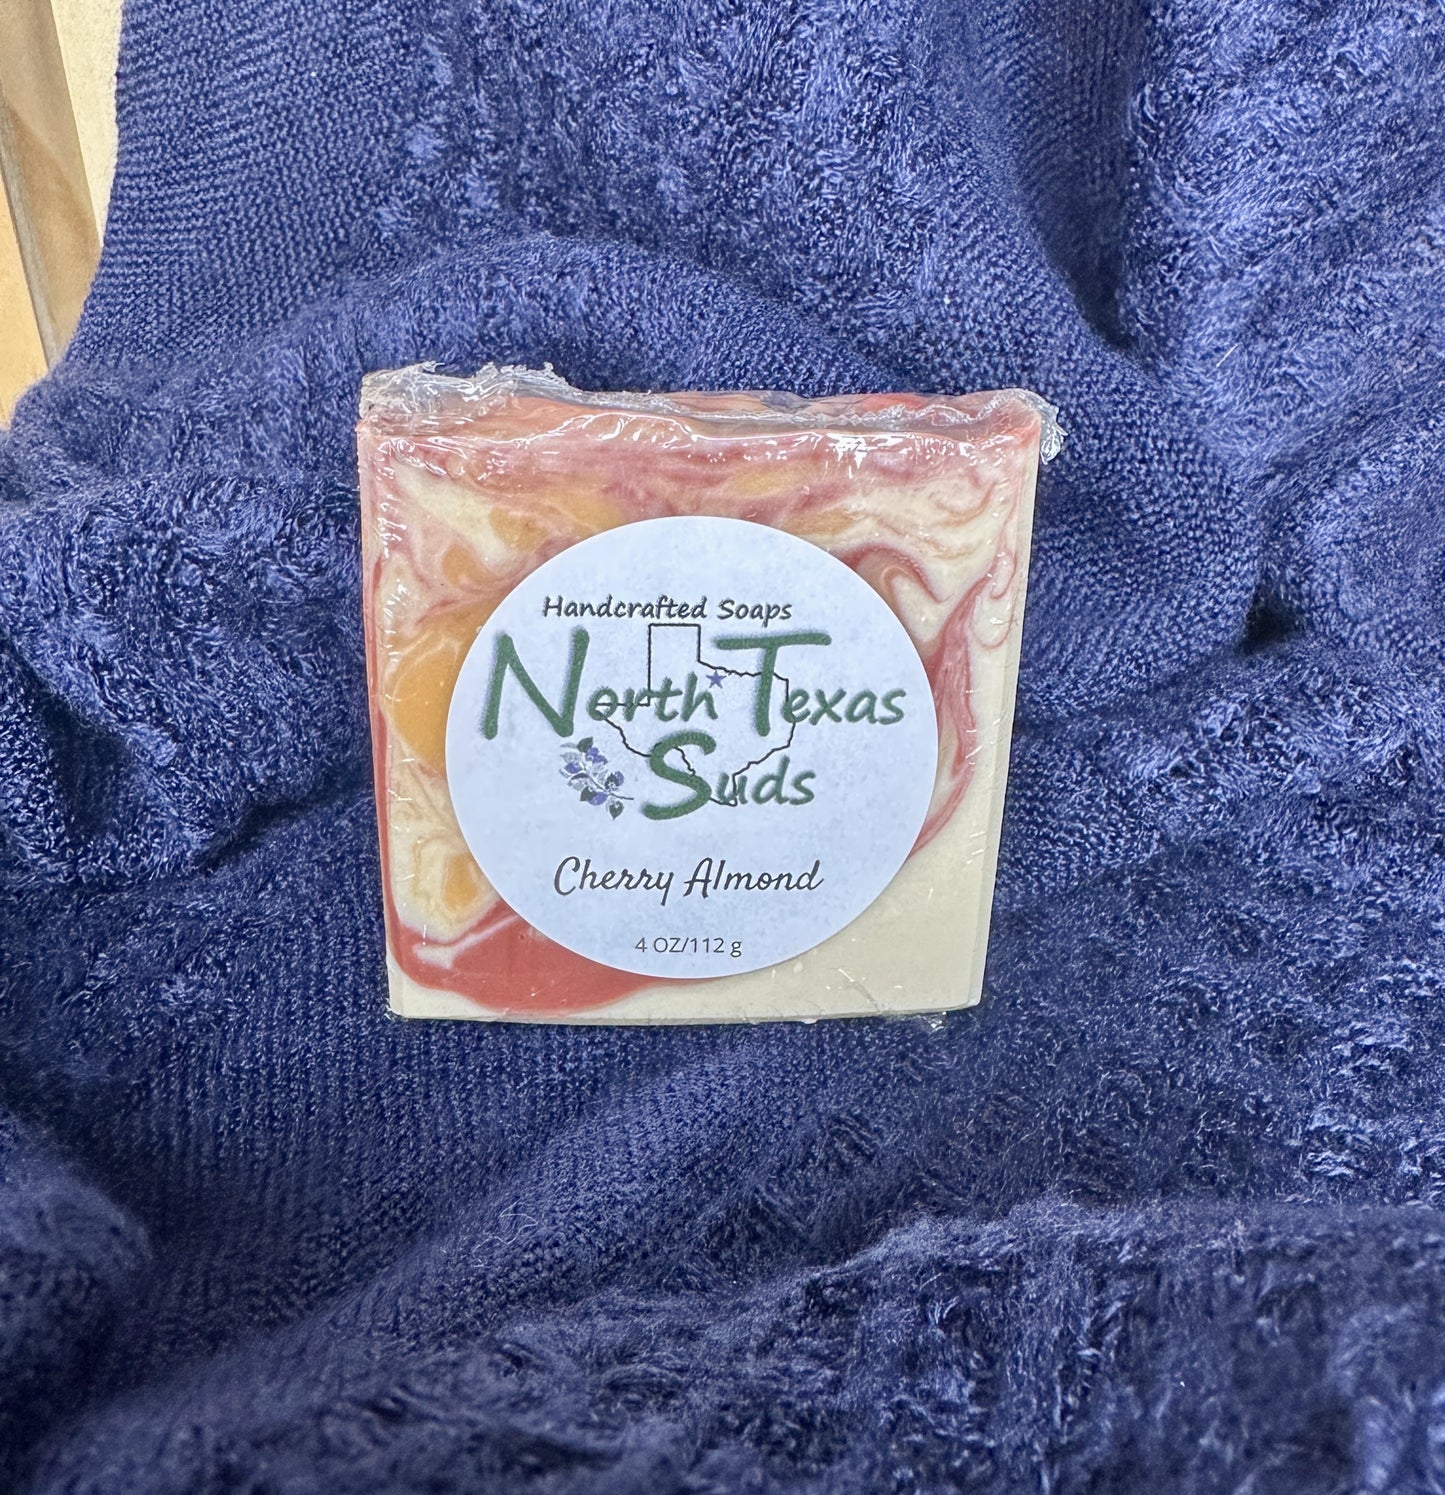 Handcrafted Soaps
North Texas
Suds
Cherry Almond
4 OZ/112 g